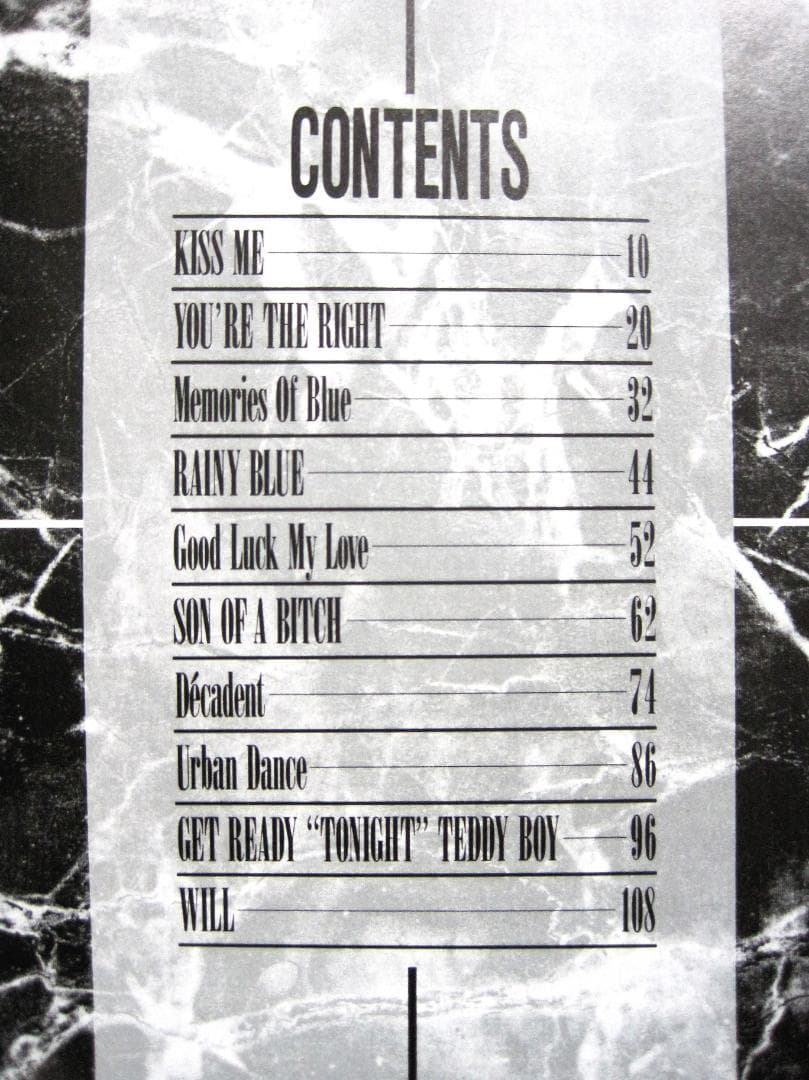 CONTENTS
KISS ME 10
YOU'RE THE RIGHT 20
Memories Of Blue 32
RAINY BLUE 44
Good Luck My Love 52
SON OF A BITCH 62
Décadent 74
Urban Dance 86
GET READY “TONIGHT” TEDDY BOY 96
WILL 108